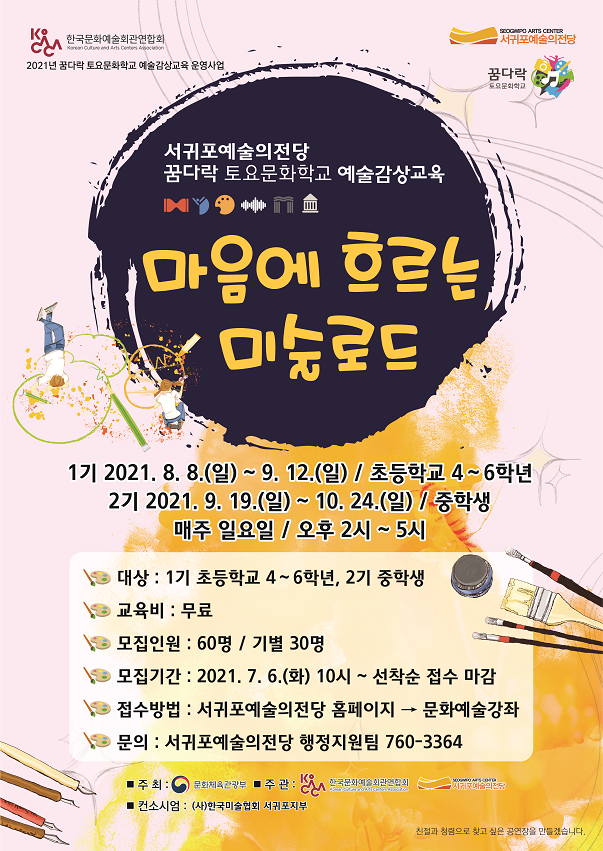 KoCACA 한국문화예술회관연합회
Korean Culture and Arts Centers Association
SEOGWIPO ARTS CENTER
서귀포예술의전당
2021년 꿈다락 토요문화학교 예술감상교육 운영사업
꿈다락
토요문화학교
서귀포예술의전당
꿈다락 토요문화학교 예술감상교육
마음에 흐르는
미술로드
1기 2021. 8. 8.(일) ~ 9. 12.(일) / 초등학교 4~6학년
2기 2021. 9. 19.(일) ~ 10. 24.(일) / 중학생
매주 일요일 / 오후 2시 ~ 5시
대상 : 1기 초등학교 4~6학년, 2기 중학생
교육비 : 무료
모집인원 : 60명 / 기별 30명
모집기간 : 2021. 7. 6.(화) 10시 ~ 선착순 접수 마감
접수방법 : 서귀포예술의전당 홈페이지 → 문화예술강좌
문의 : 서귀포예술의전당 행정지원팀 760-3364
■ 주최 : 문화체육관광부 ■ 주관 : KoCACA 한국문화예술회관연합회 Korean Culture and Arts Centers Association SEOGWIPO ARTS CENTER 서귀포예술의전당
■ 컨소시엄 : (사)한국미술협회 서귀포지부
친절과 청렴으로 찾고 싶은 공연장을 만들겠습니다.